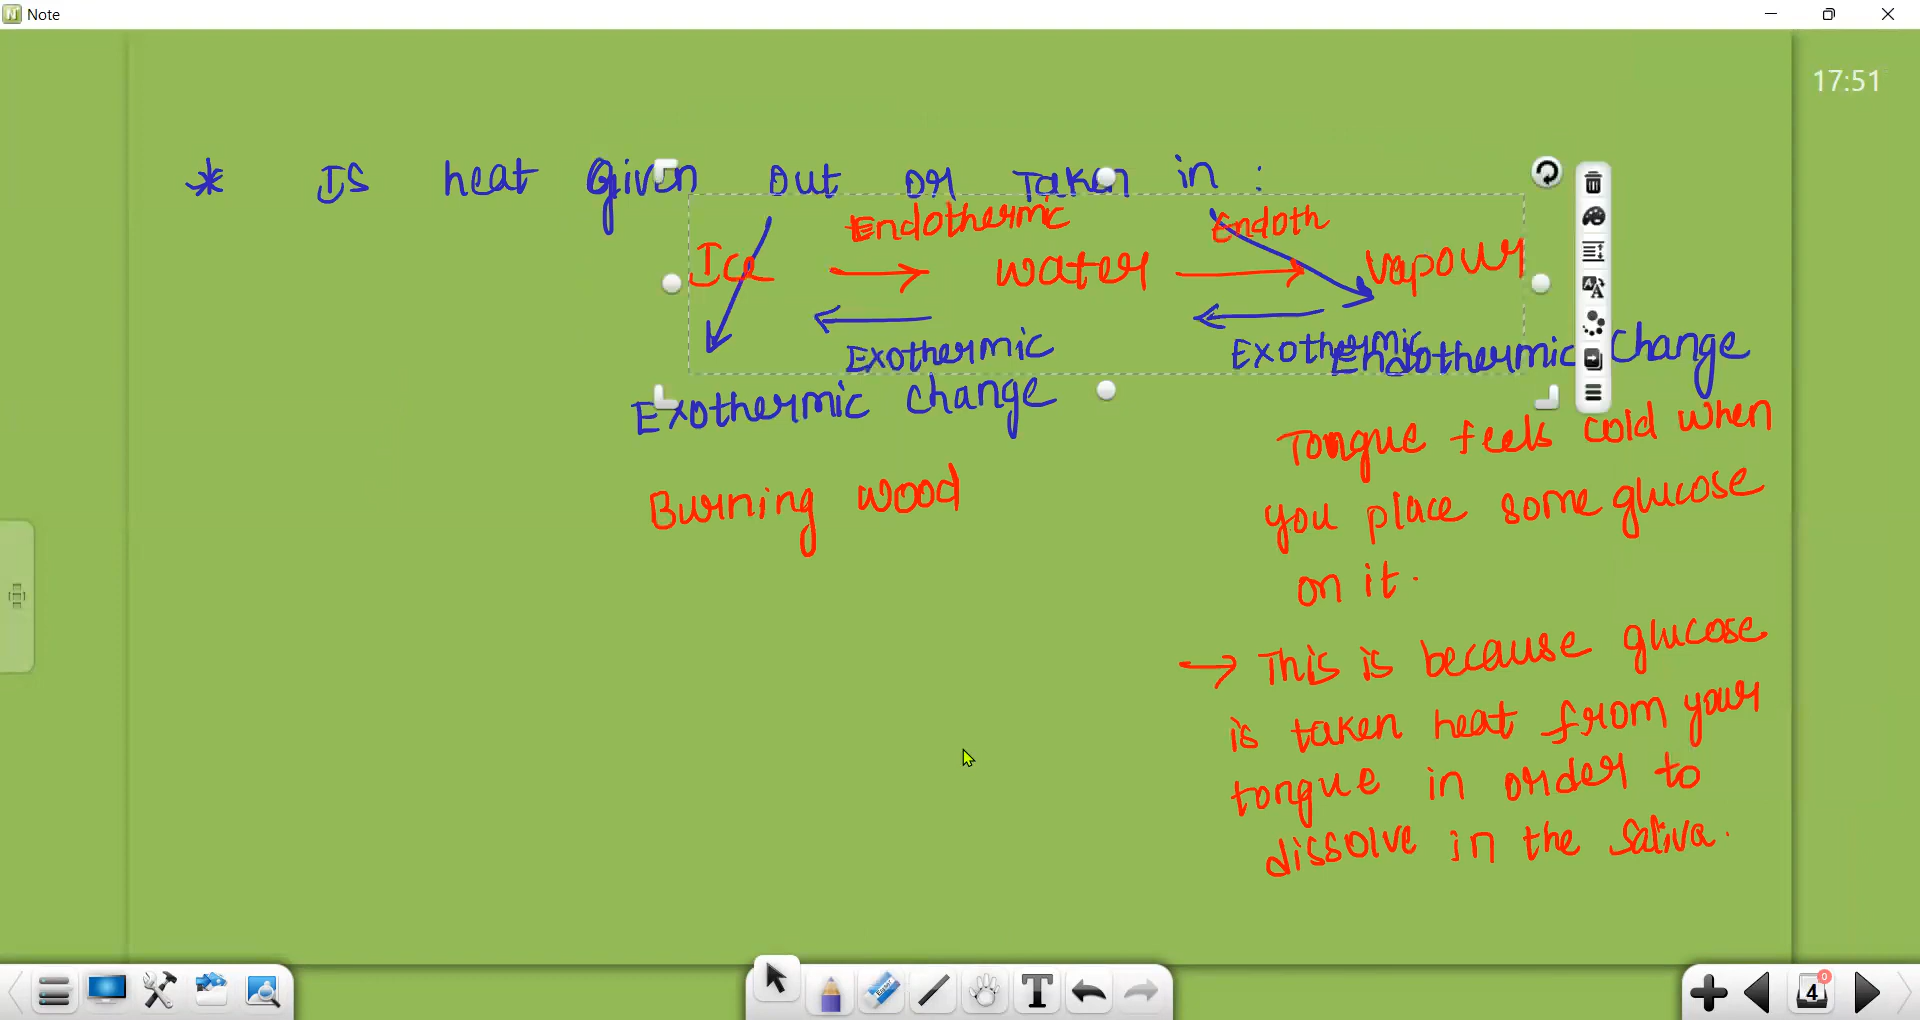 Note
17:51
* Is heat Given out or Taken in :
Endothermic Endoth
Ice → water → Vapour
← ←
Exothermic Exothermic
Endothermic Change
Exothermic change
Burning wood
Tongue feels cold when
you place some glucose
on it.
→ This is because glucose
is taken heat from your
tongue in order to
dissolve in the saliva.
T
4
0